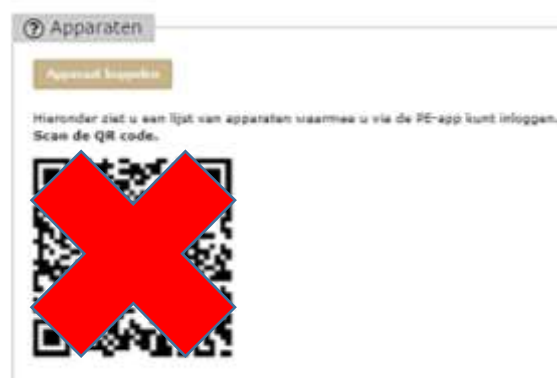 Apparaten
Apparaat koppelen
Hieronder ziet u een lijst van apparaten waarmee u via de PE-app kunt inloggen.
Scan de QR code.